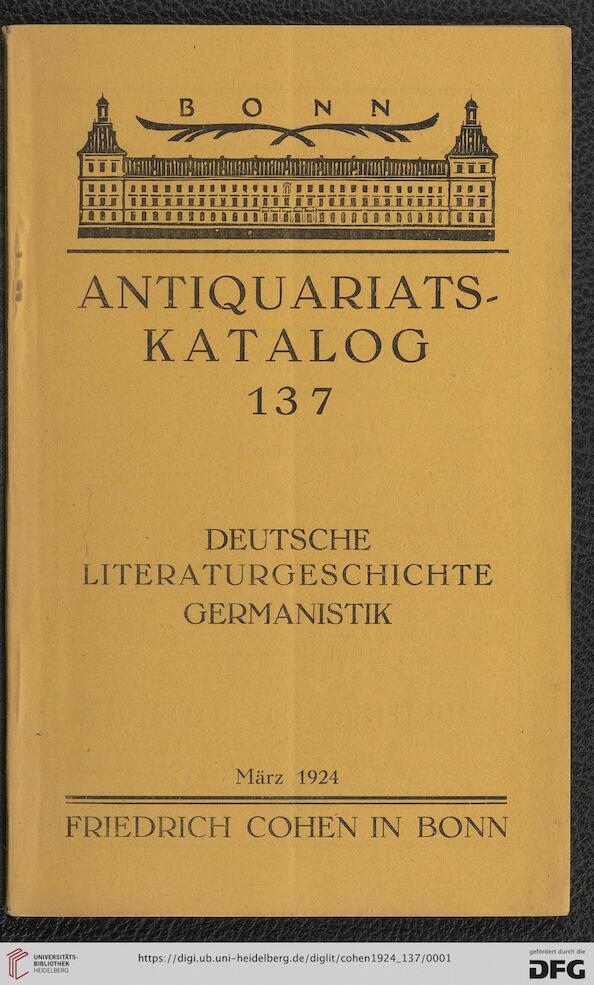 BONN
ANTIQUARIATS-
KATALOG
137
DEUTSCHE
LITERATURGESCHICHTE
GERMANISTIK
März 1924
FRIEDRICH COHEN IN BONN
UNIVERSITÄTS-
BIBLIOTHEK
HEIDELBERG
https://digi.ub.uni-heidelberg.de/diglit/cohen1924_137/0001
gefördert durch die
DFG